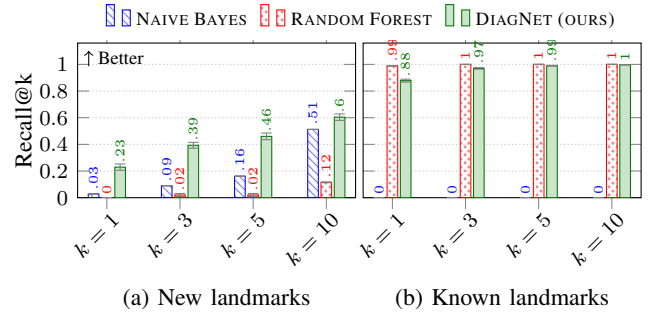 NAIVE BAYES RANDOM FOREST DIAGNET (OURS)
↑ Better
Recall@k
1
0.8
0.6
0.4
0.2
0
.03 0 .23
.09 .02 .39
.16 .02 .46
.51 .12 .6
k = 1 k = 3 k = 5 k = 10
(a) New landmarks
0 .99 .88
0 1 .97
0 1 .99
0 1 1
k = 1 k = 3 k = 5 k = 10
(b) Known landmarks